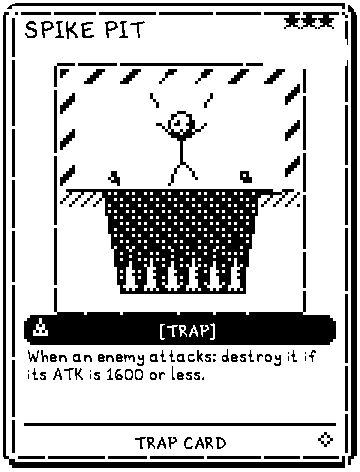 SPIKE PIT
[TRAP]
When an enemy attacks: destroy it if
its ATK is 1600 or less.
TRAP CARD